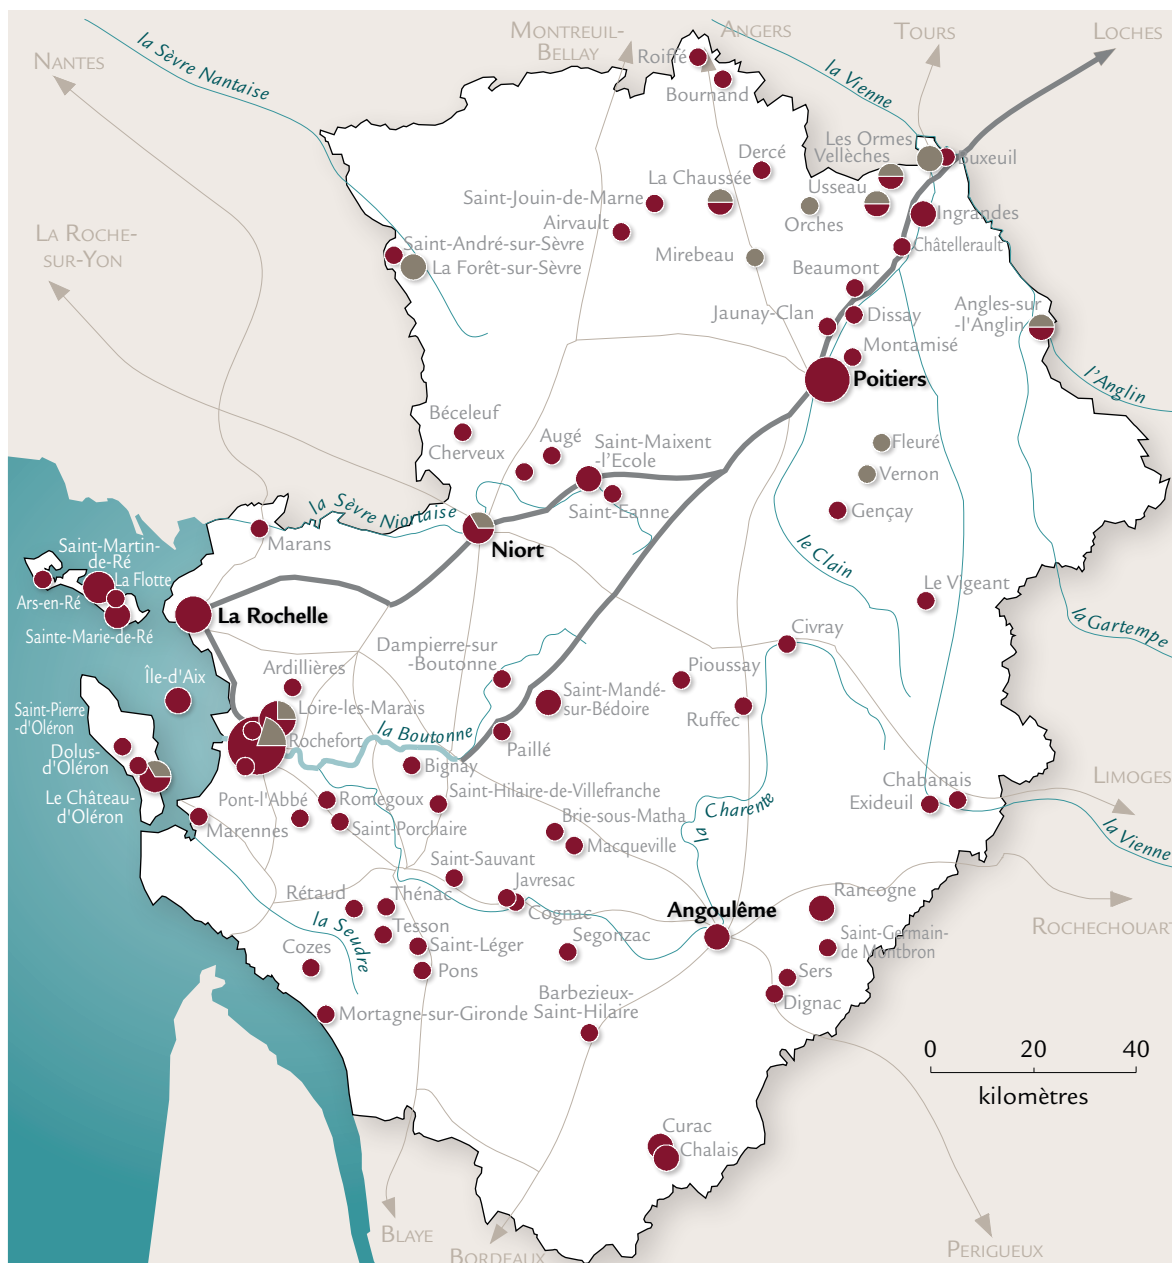 MONTREUIL-
BELLAY
ANGERS
TOURS
LOCHES
NANTES
la Sèvre Nantaise
Roiffé
Bournand
la Vienne
Les Ormes
Vellèches
Buxeuil
Dercé
La Chaussée
Usseau
Orches
Ingrandes
Saint-Jouin-de-Marne
Airvault
Mirebeau
Châtellerault
LA ROCHE-
SUR-YON
Saint-André-sur-Sèvre
La Forêt-sur-Sèvre
Beaumont
Jaunay-Clan
Dissay
Montamisé
Angles-sur
-l'Anglin
l'Anglin
Poitiers
Béceleuf
Cherveux
Augé
Saint-Maixent
-l'Ecole
Saint-Eanne
Fleuré
Vernon
Gençay
la Sèvre Niortaise
Marans
Niort
le Clain
Saint-Martin-
de-Ré
La Flotte
Ars-en-Ré
Sainte-Marie-de-Ré
La Rochelle
Le Vigeant
la Gartempe
Dampierre-sur
-Boutonne
Civray
Pioussay
Ruffec
Île-d'Aix
Ardillières
Loire-les-Marais
Rochefort
Saint-Mandé-
sur-Bédoire
la Boutonne
Paillé
Saint-Pierre
-d'Oléron
Dolus-
d'Oléron
Le Château-
d'Oléron
Bignay
Chabanais
Exideuil
LIMOGES
la Vienne
Pont-l'Abbé
Romegoux
Saint-Hilaire-de-Villefranche
Marennes
Saint-Porchaire
Brie-sous-Matha
Macqueville
la Charente
Saint-Sauvant
Javresac
Cognac
Rétaud
Thénac
Tesson
la Seudre
Cozes
Saint-Léger
Pons
Segonzac
Angoulême
Rancogne
Saint-Germain-
de Montbron
ROCHECHOUART
Sers
Dignac
Mortagne-sur-Gironde
Barbezieux-
Saint-Hilaire
0 20 40
kilomètres
Curac
Chalais
BLAYE
BORDEAUX
PERIGUEUX